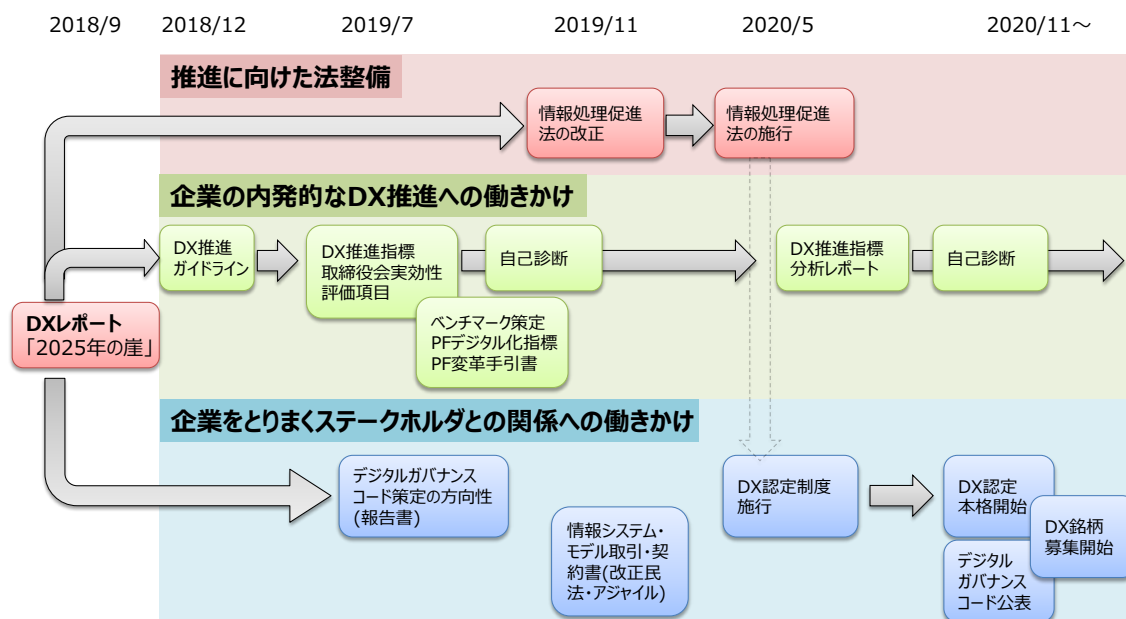 2018/9
2018/12
2019/7
2019/11
2020/5
2020/11～
推進に向けた法整備
情報処理促進
法の改正
情報処理促進
法の施行
企業の内発的なDX推進への働きかけ
DX推進
ガイドライン
DX推進指標
取締役会実効性
評価項目
自己診断
DX推進指標
分析レポート
自己診断
ベンチマーク策定
PFデジタル化指標
PF変革手引書
DXレポート
「2025年の崖」
企業をとりまくステークホルダとの関係への働きかけ
デジタルガバナンス
コード策定の方向性
(報告書)
情報システム・
モデル取引・契
約書(改正民
法・アジャイル)
DX認定制度
施行
DX認定
本格開始
DX銘柄
募集開始
デジタル
ガバナンス
コード公表